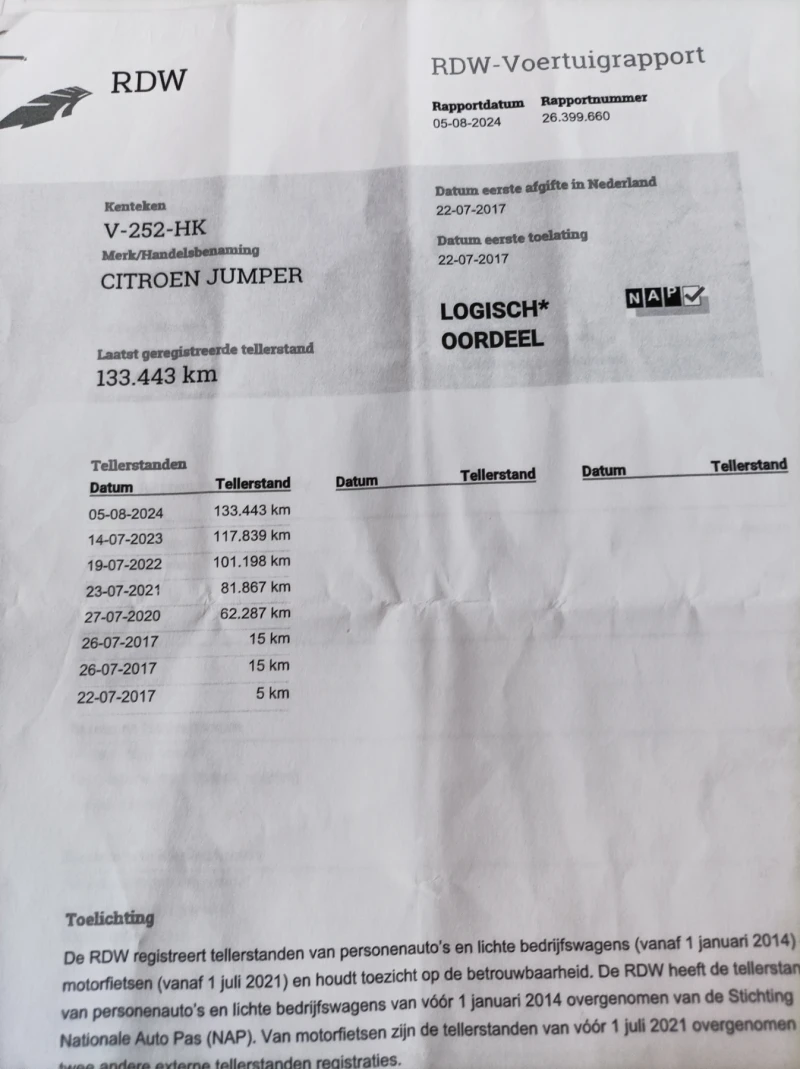 RDW
RDW-Voertuigrapport
Rapportdatum Rapportnummer
05-08-2024 26.399.660
Kenteken
V-252-HK
Merk/Handelsbenaming
CITROEN JUMPER
Laatst geregistreerde tellerstand
133.443 km
Datum eerste afgifte in Nederland
22-07-2017
Datum eerste toelating
22-07-2017
LOGISCH*
OORDEEL
NAP
Tellerstanden
Datum Tellerstand Datum Tellerstand Datum Tellerstand
05-08-2024 133.443 km
14-07-2023 117.839 km
19-07-2022 101.198 km
23-07-2021 81.867 km
27-07-2020 62.287 km
26-07-2017 15 km
26-07-2017 15 km
22-07-2017 5 km
Toelichting
De RDW registreert tellerstanden van personenauto's en lichte bedrijfswagens (vanaf 1 januari 2014)
motorfietsen (vanaf 1 juli 2021) en houdt toezicht op de betrouwbaarheid. De RDW heeft de tellerstan
van personenauto's en lichte bedrijfswagens van vóór 1 januari 2014 overgenomen van de Stichting
Nationale Auto Pas (NAP). Van motorfietsen zijn de tellerstanden van vóór 1 juli 2021 overgenomen
twee andere externe tellerstanden registraties.